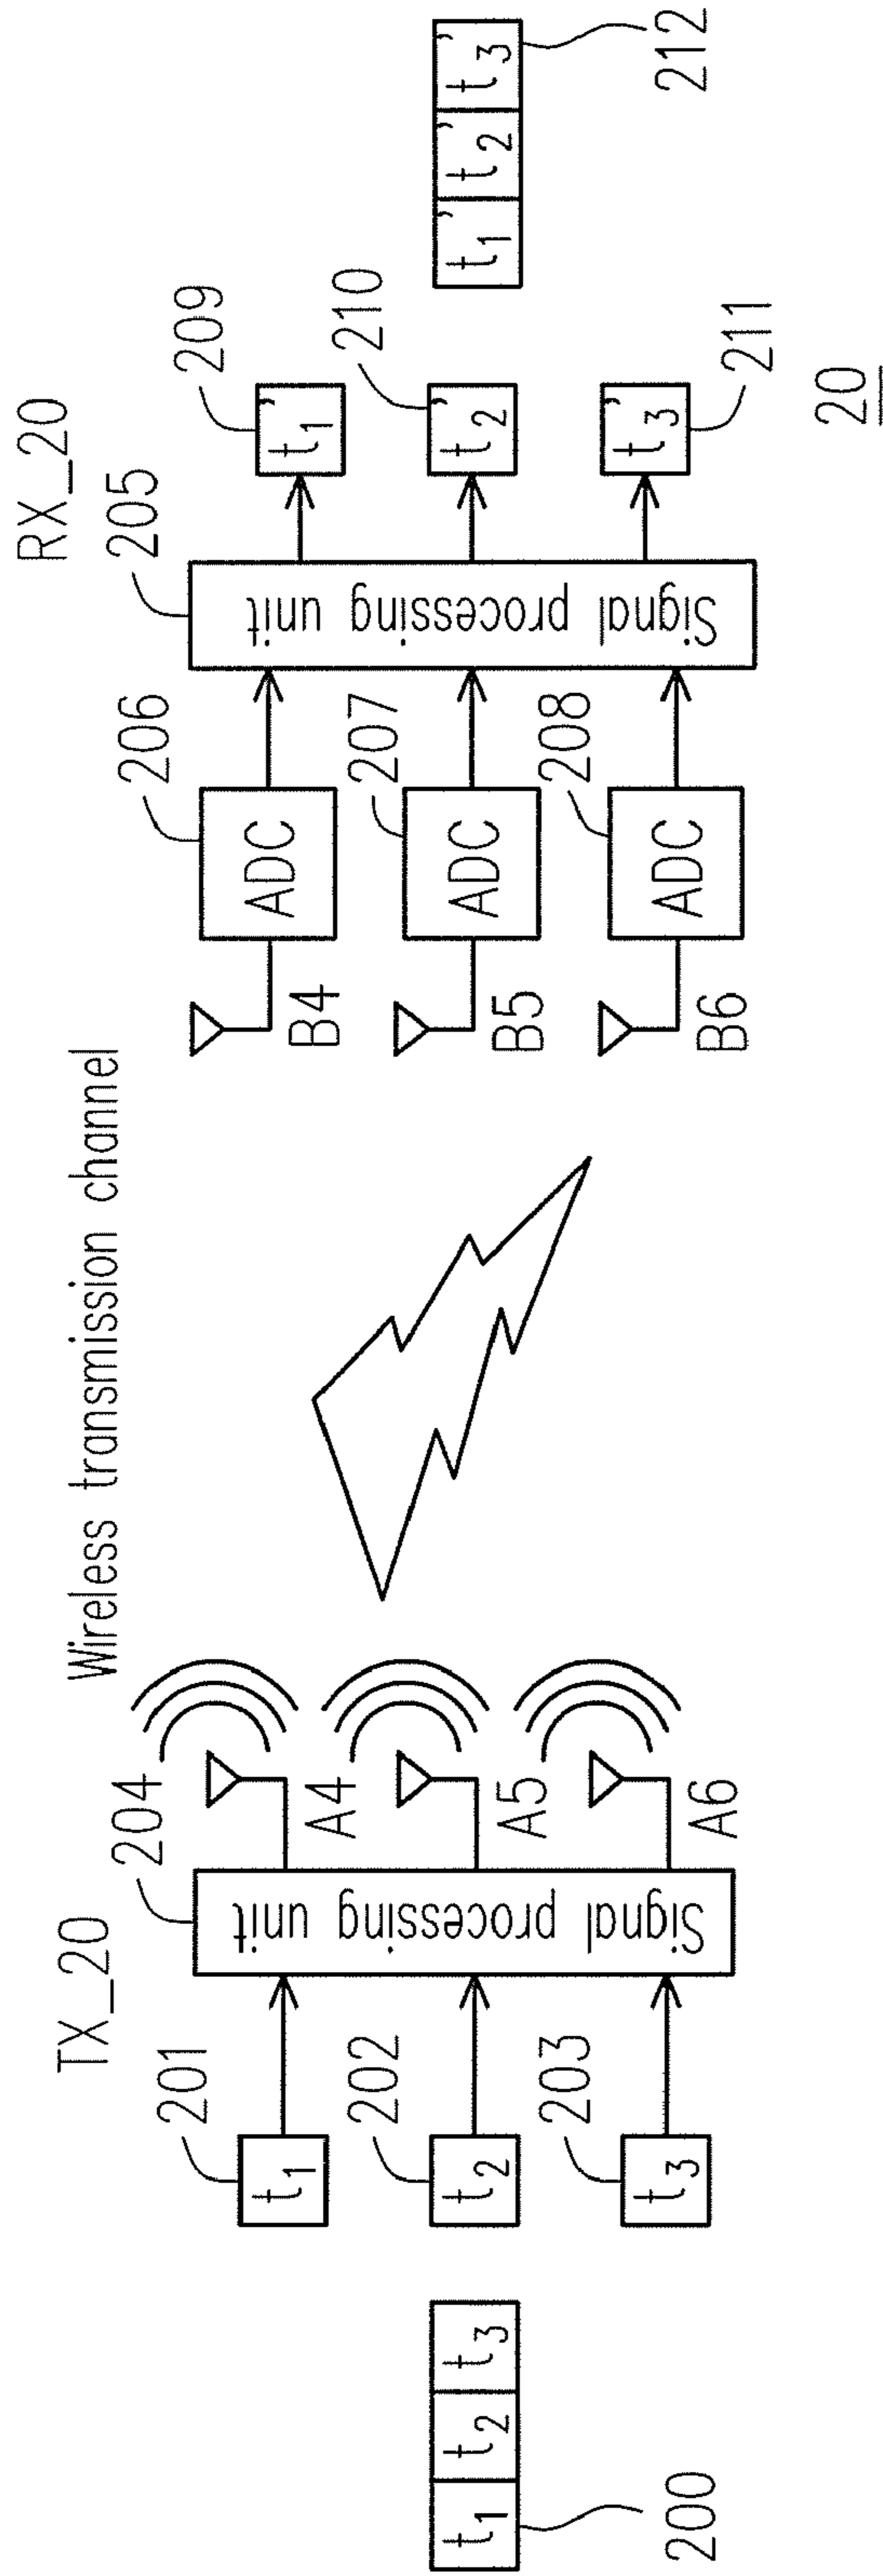 Wireless transmission channel
TX_20
RX_20
200
t1 t2 t3
201
t1
202
t2
203
t3
204
Signal processing unit
A4
A5
A6
B4
B5
B6
206
ADC
207
ADC
208
ADC
205
Signal processing unit
209
t1'
210
t2'
211
t3'
t1' t2' t3'
212
20